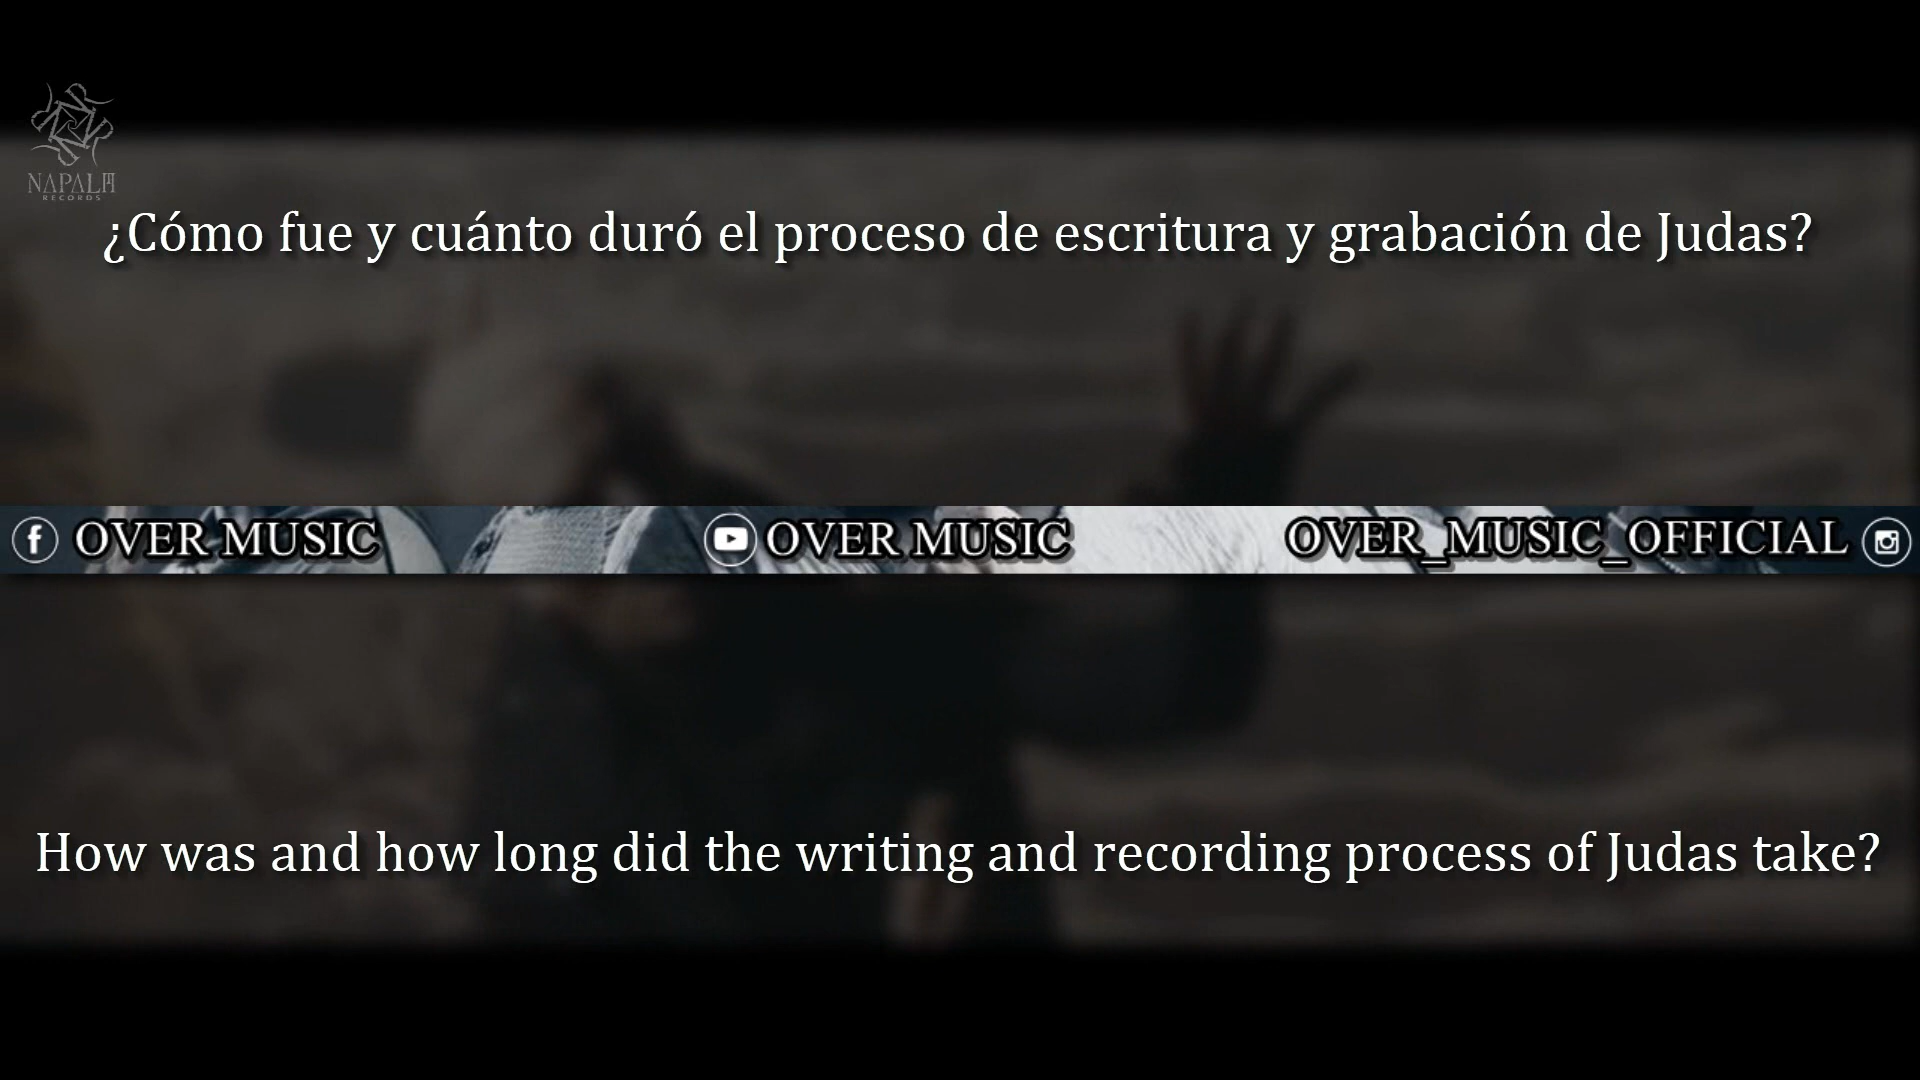 NAPALM
RECORDS
¿Cómo fue y cuánto duró el proceso de escritura y grabación de Judas?
OVER MUSIC OVER MUSIC OVER_MUSIC_OFFICIAL
How was and how long did the writing and recording process of Judas take?